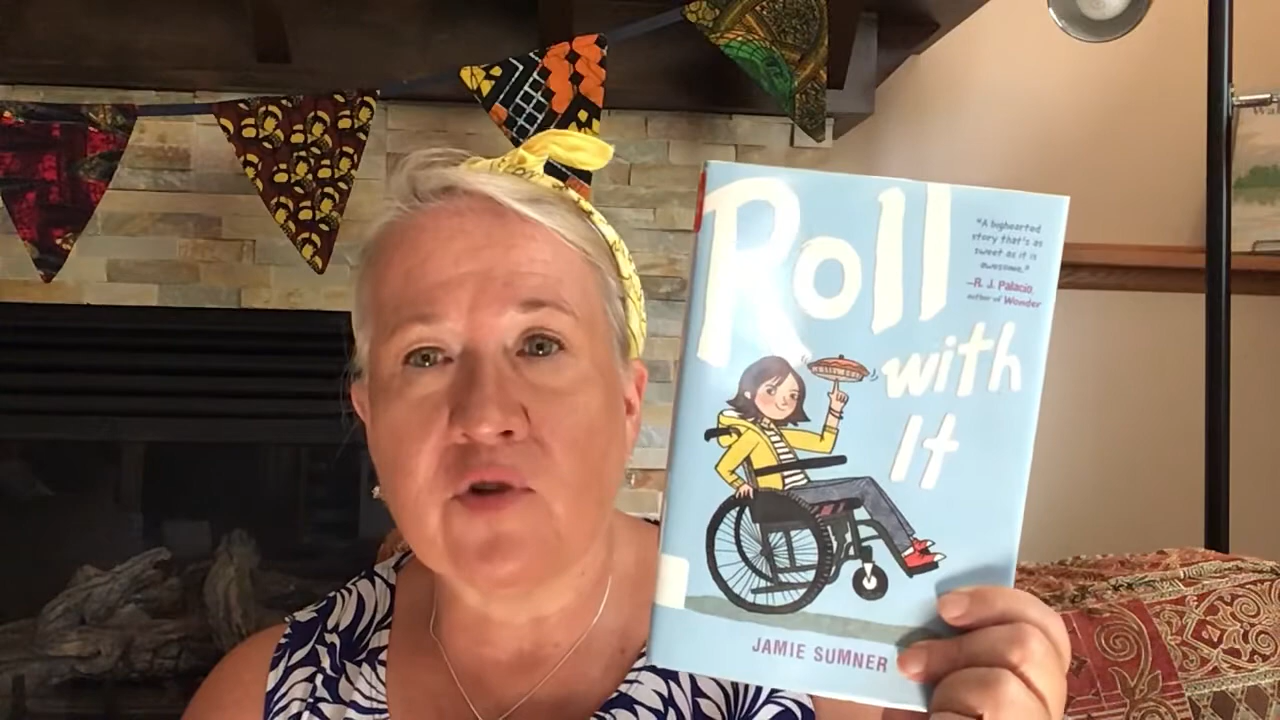 Roll
with
It
"A bighearted
story that's as
sweet as it is
awesome."
—R. J. Palacio,
author of Wonder
JAMIE SUMNER